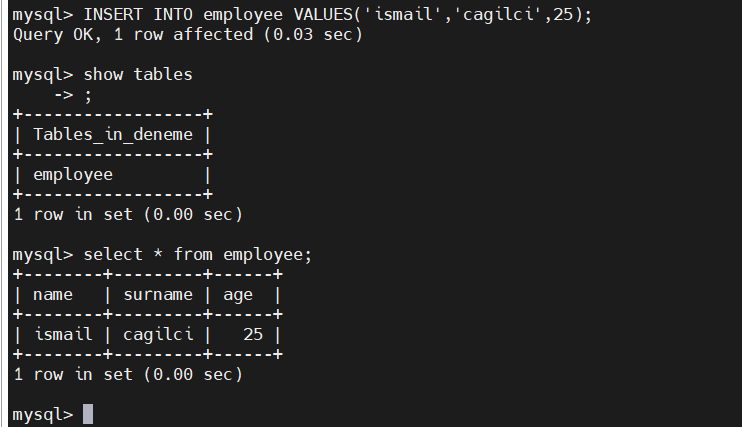 mysql> INSERT INTO employee VALUES('ismail','cagilci',25);
Query OK, 1 row affected (0.03 sec)
mysql> show tables
    -> ;
+------------------+
| Tables_in_deneme |
+------------------+
| employee         |
+------------------+
1 row in set (0.00 sec)
mysql> select * from employee;
+--------+---------+------+
| name   | surname | age  |
+--------+---------+------+
| ismail | cagilci |   25 |
+--------+---------+------+
1 row in set (0.00 sec)
mysql>